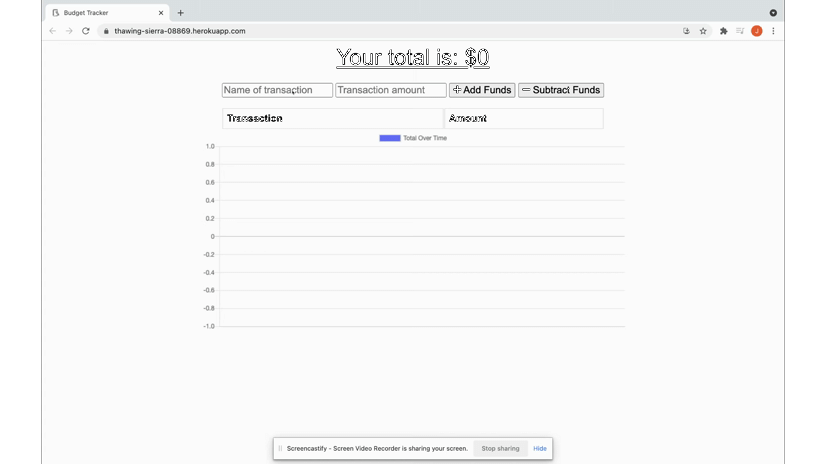 Budget Tracker
thawing-sierra-08869.herokuapp.com
Your total is: $0
Name of transaction Transaction amount + Add Funds − Subtract Funds
Transaction Amount
Total Over Time
1.0
0.8
0.6
0.4
0.2
0
-0.2
-0.4
-0.6
-0.8
-1.0
Screencastify - Screen Video Recorder is sharing your screen. Stop sharing Hide